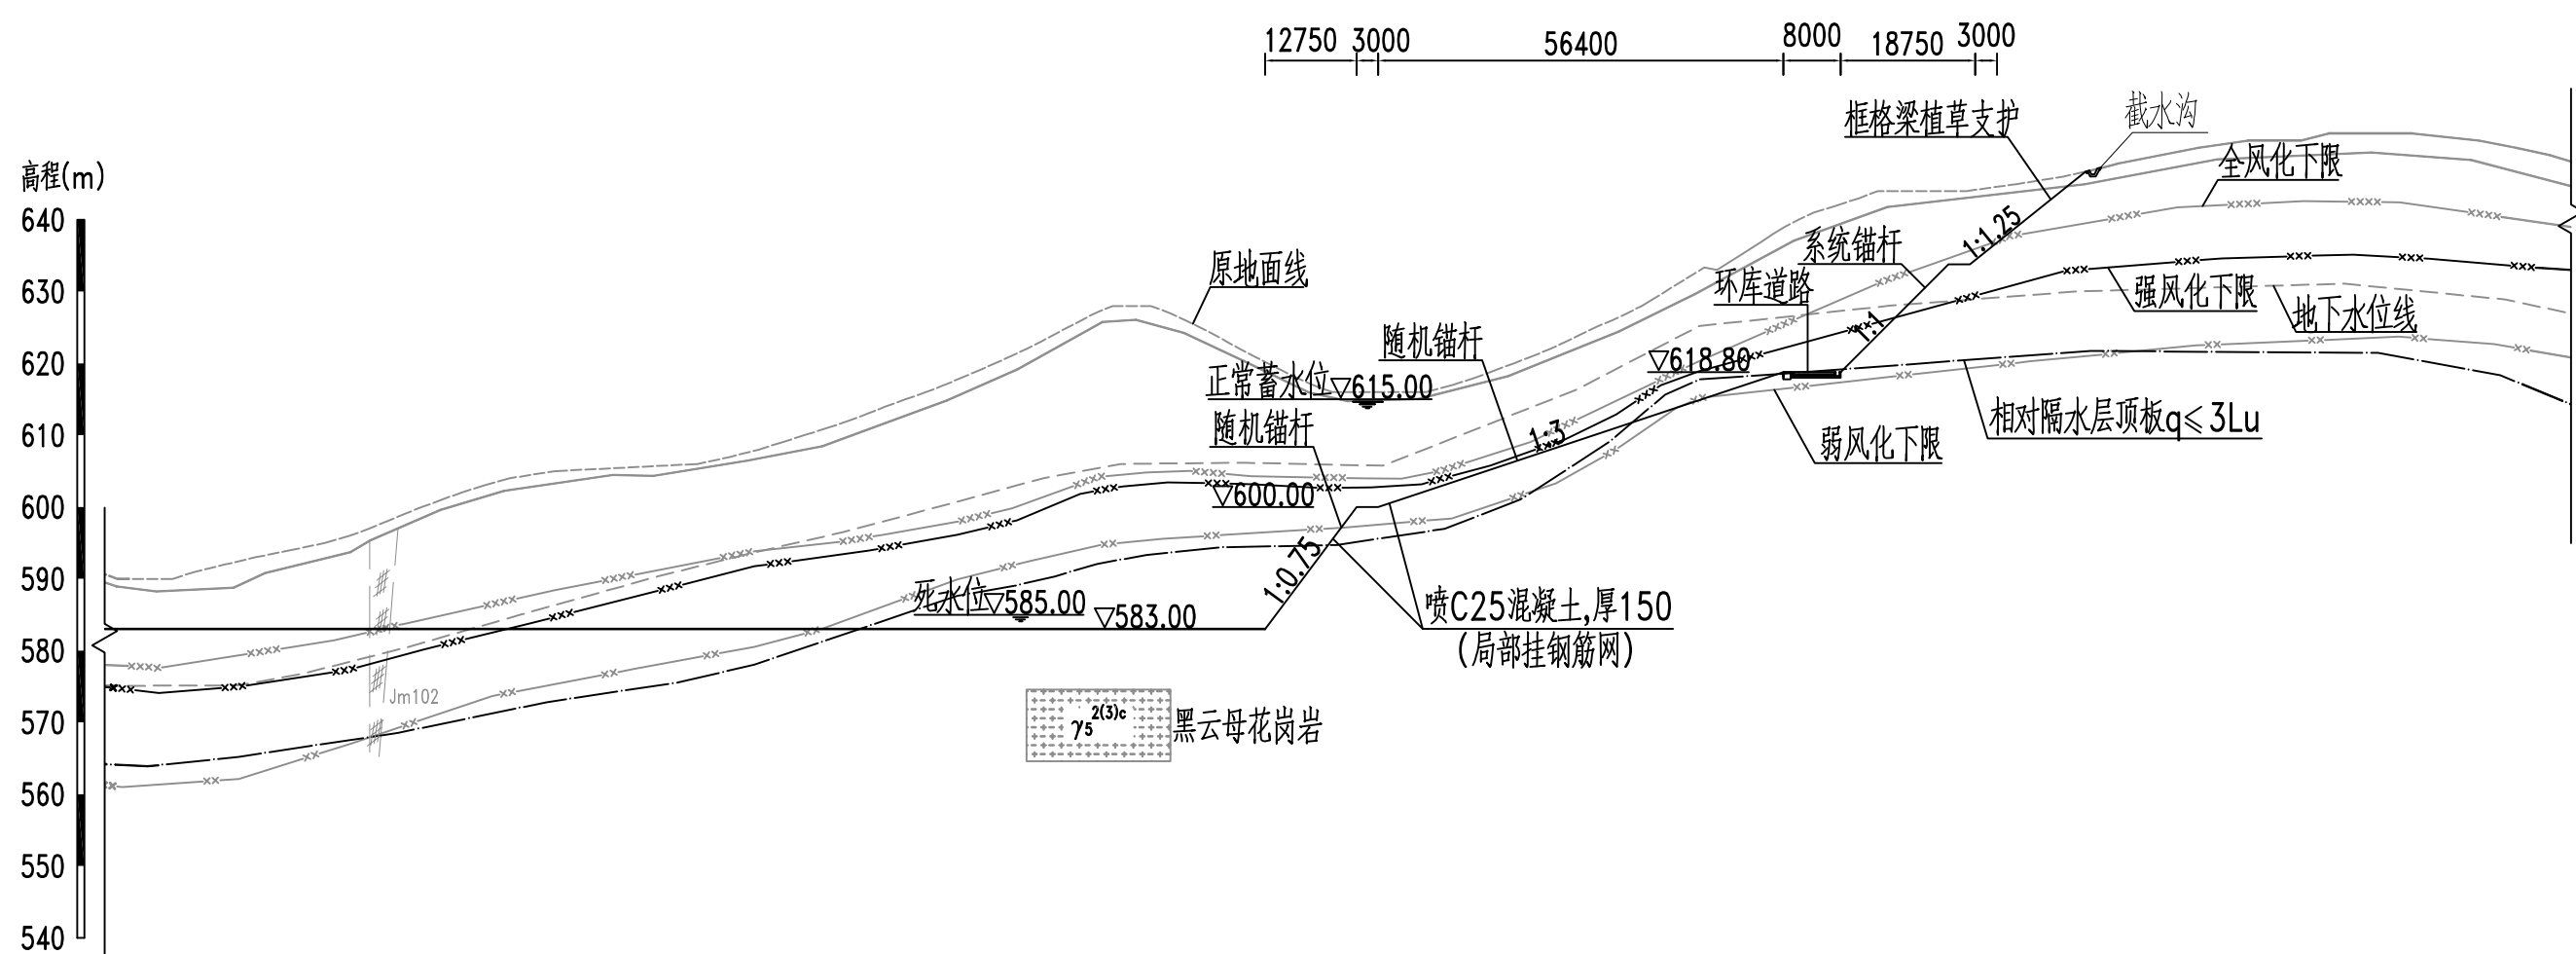 12750 3000 56400 8000 18750 3000
框格梁植草支护
截水沟
全风化下限
高程(m)
640
630
620
610
600
590
580
570
560
550
540
原地面线
系统锚杆
1:1.25
环库道路
强风化下限
地下水位线
随机锚杆
▽618.80
1:1
正常蓄水位▽615.00
随机锚杆
1:3
弱风化下限
相对隔水层顶板q≤3Lu
▽600.00
1:0.75
死水位▽585.00
▽583.00
喷C25混凝土,厚150
(局部挂钢筋网)
Jm102
γ5 2(3)c
黑云母花岗岩